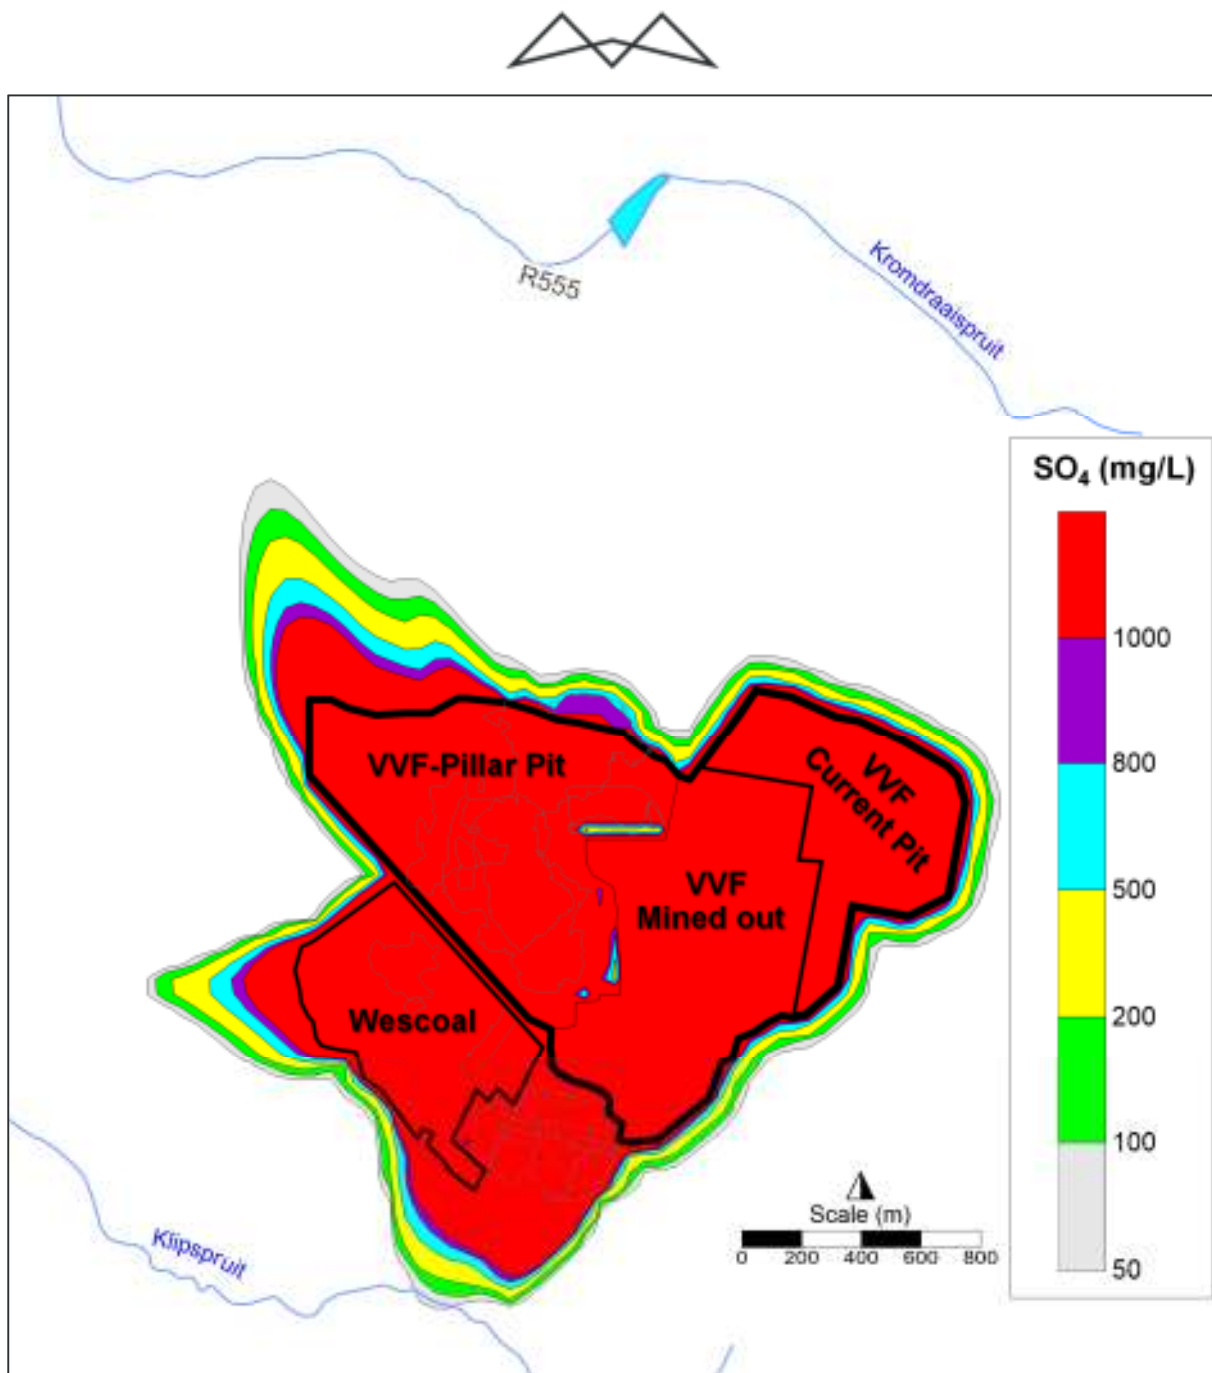 R555
Kromdraaispruit
SO₄ (mg/L)
1000
800
500
200
100
50
VVF-Pillar Pit
VVF
Current Pit
VVF
Mined out
Wescoal
Klipspruit
Scale (m)
0 200 400 600 800